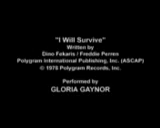 "I Will Survive"
Written by
Dino Fekaris / Freddie Perren
Polygram International Publishing, Inc. (ASCAP)
© 1978 Polygram Records, Inc.
Performed by
GLORIA GAYNOR